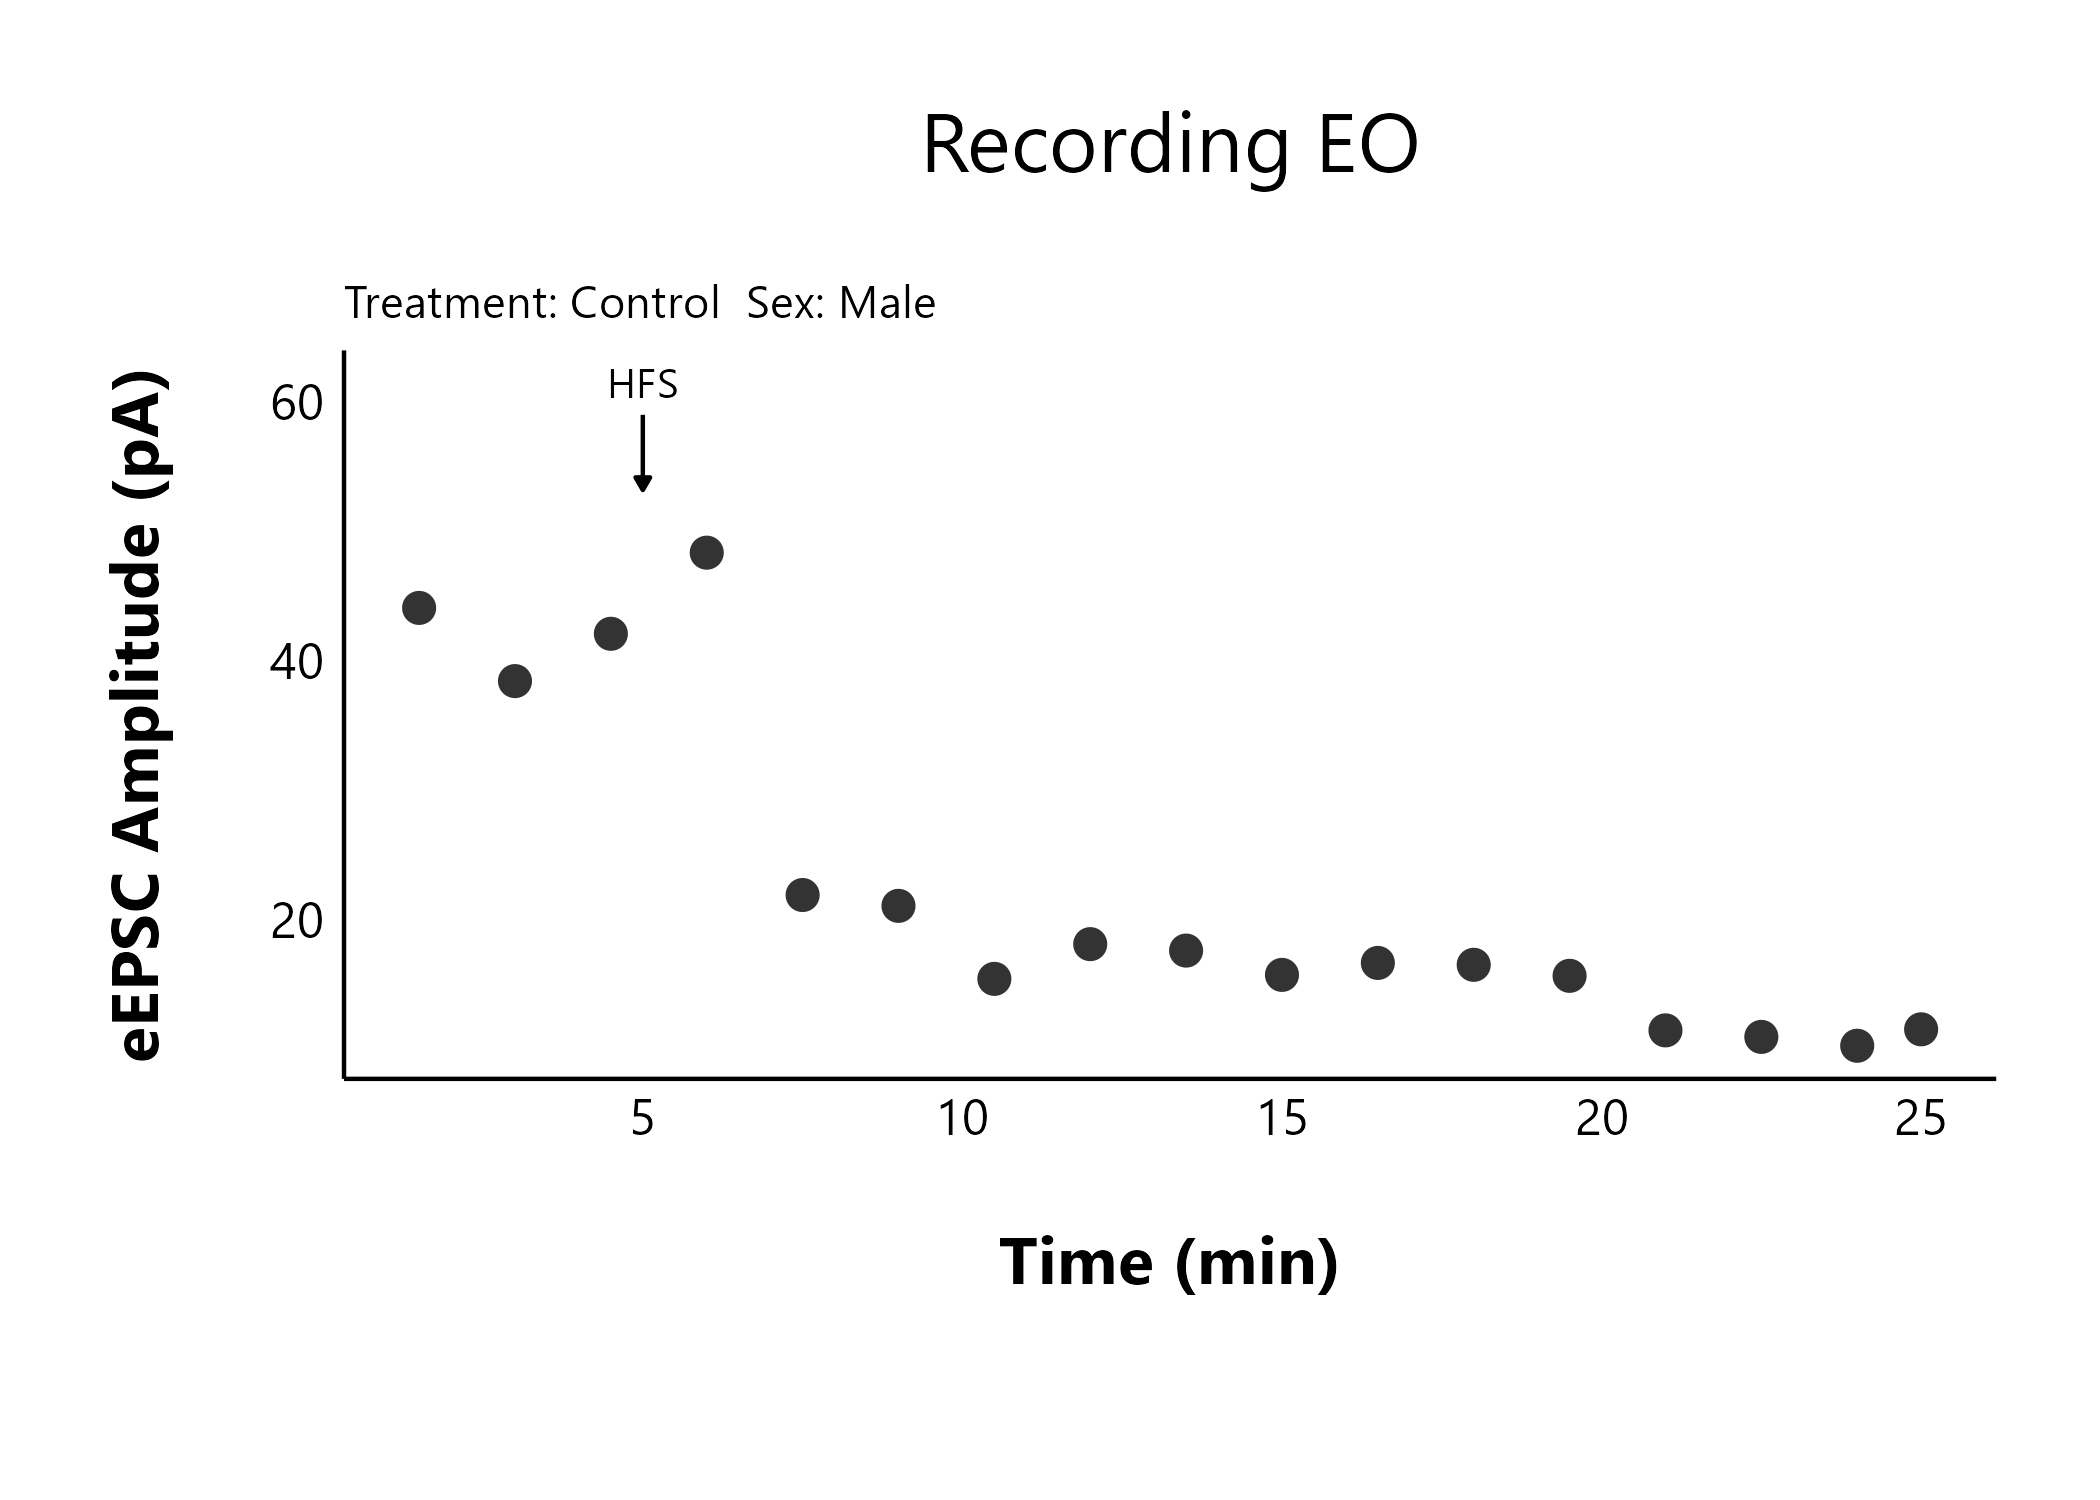 Recording EO
Treatment: Control  Sex: Male
HFS
eEPSC Amplitude (pA)
60
40
20
5 10 15 20 25
Time (min)